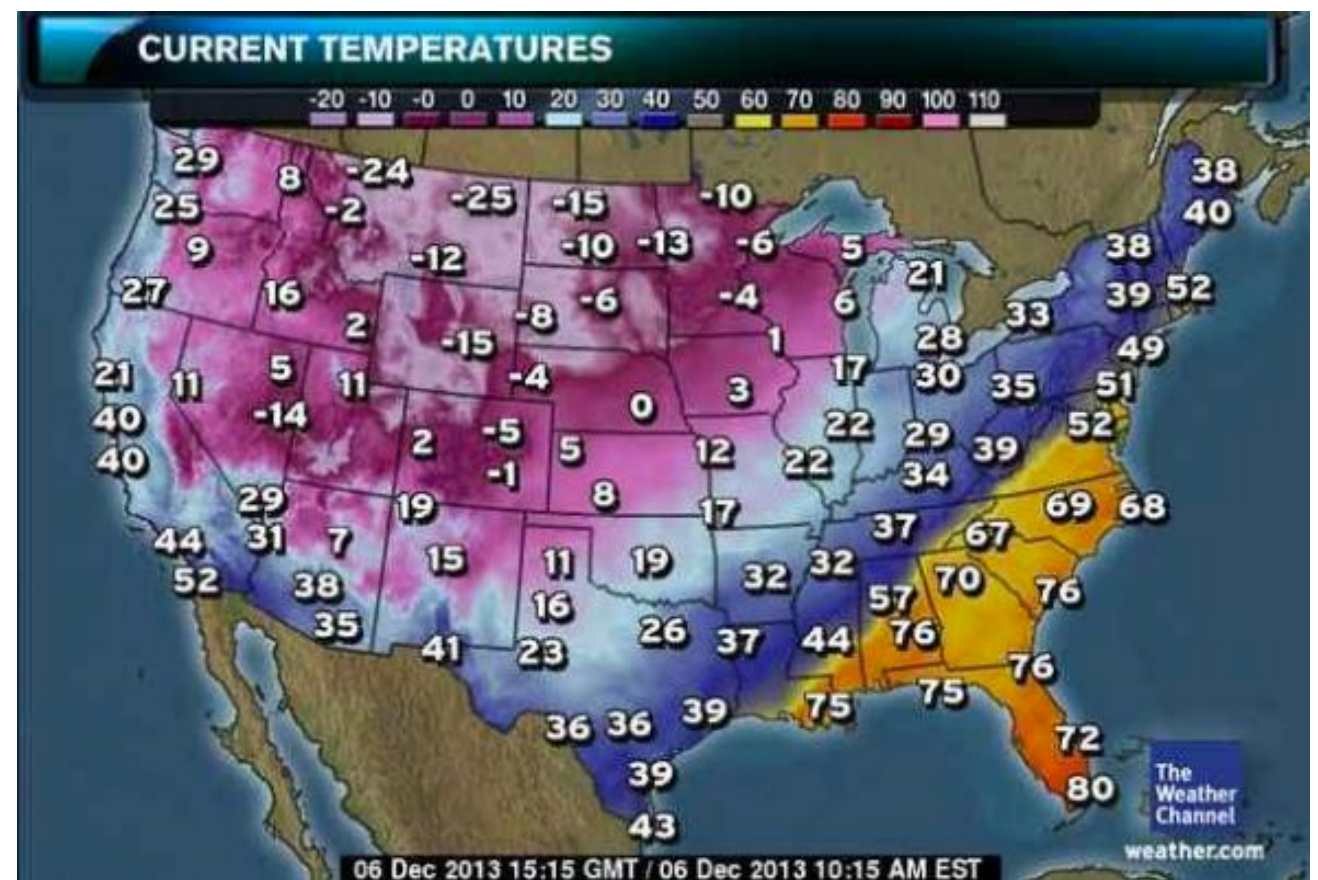 CURRENT TEMPERATURES
-20 -10 -0 0 10 20 30 40 50 60 70 80 90 100 110
29 8 -24 38
25 -2 -25 -15 -10 40
9 -12 -10 -13 -6 5 21 38
27 16 2 -8 -6 -4 6 39 52
-15 1 28 33 49
21 11 5 11 -4 0 3 17 30 35 51
40 -14 2 -5 22 29 52
40 -1 5 12 22 34 39
29 19 8 17 69 68
44 31 7 15 11 19 37 67
52 38 16 32 32 57 70 76
35 41 23 26 37 44 76 76
36 36 39 75 75
39 72
43 80
The
Weather
Channel
weather.com
06 Dec 2013 15:15 GMT / 06 Dec 2013 10:15 AM EST